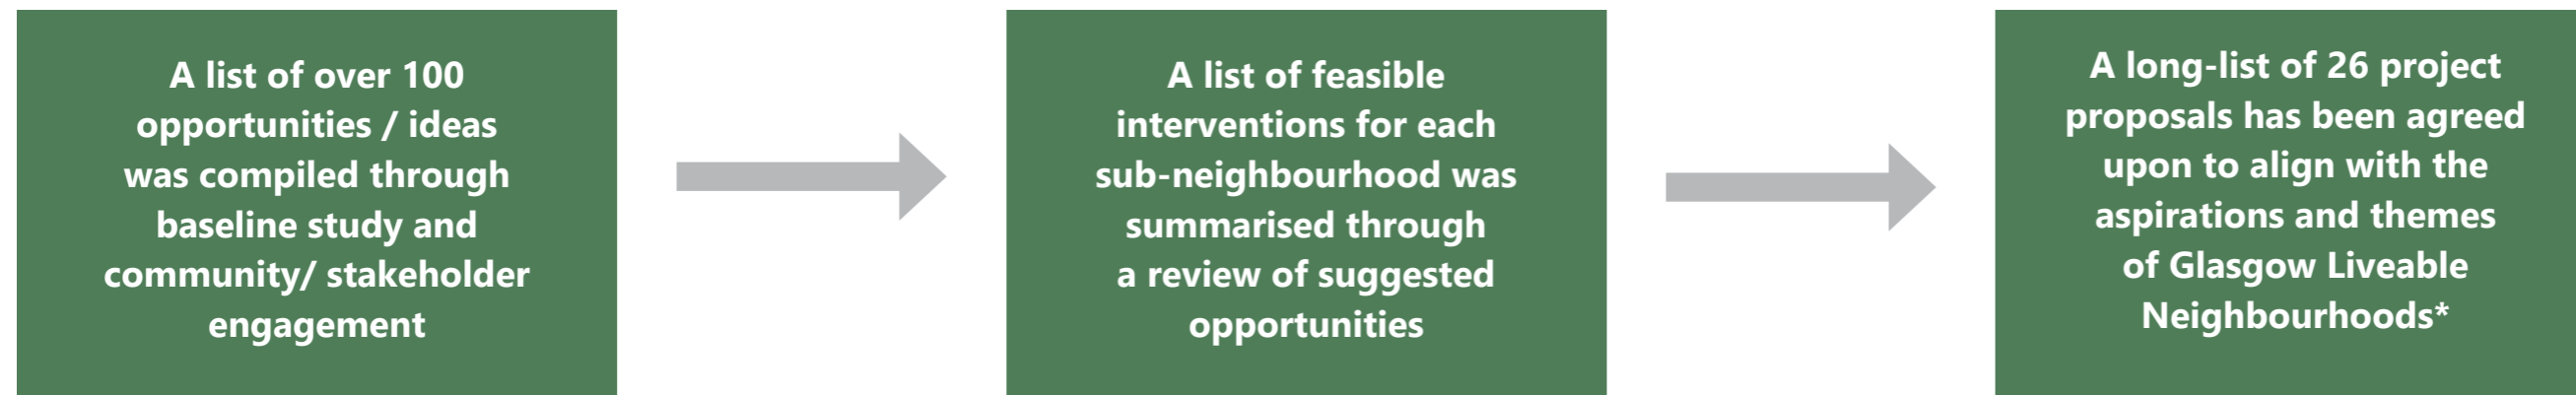 A list of over 100
opportunities / ideas
was compiled through
baseline study and
community/ stakeholder
engagement
A list of feasible
interventions for each
sub-neighbourhood was
summarised through
a review of suggested
opportunities
A long-list of 26 project
proposals has been agreed
upon to align with the
aspirations and themes
of Glasgow Liveable
Neighbourhoods*